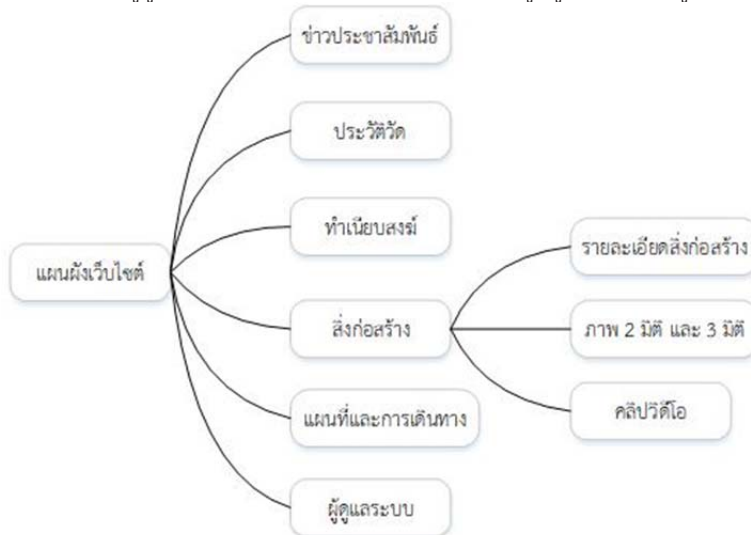 ข่าวประชาสัมพันธ์
ประวัติวัด
ทำเนียบสงฆ์
รายละเอียดสิ่งก่อสร้าง
แผนผังเว็บไซต์
สิ่งก่อสร้าง
ภาพ 2 มิติ และ 3 มิติ
คลิปวิดีโอ
แผนที่และการเดินทาง
ผู้ดูแลระบบ